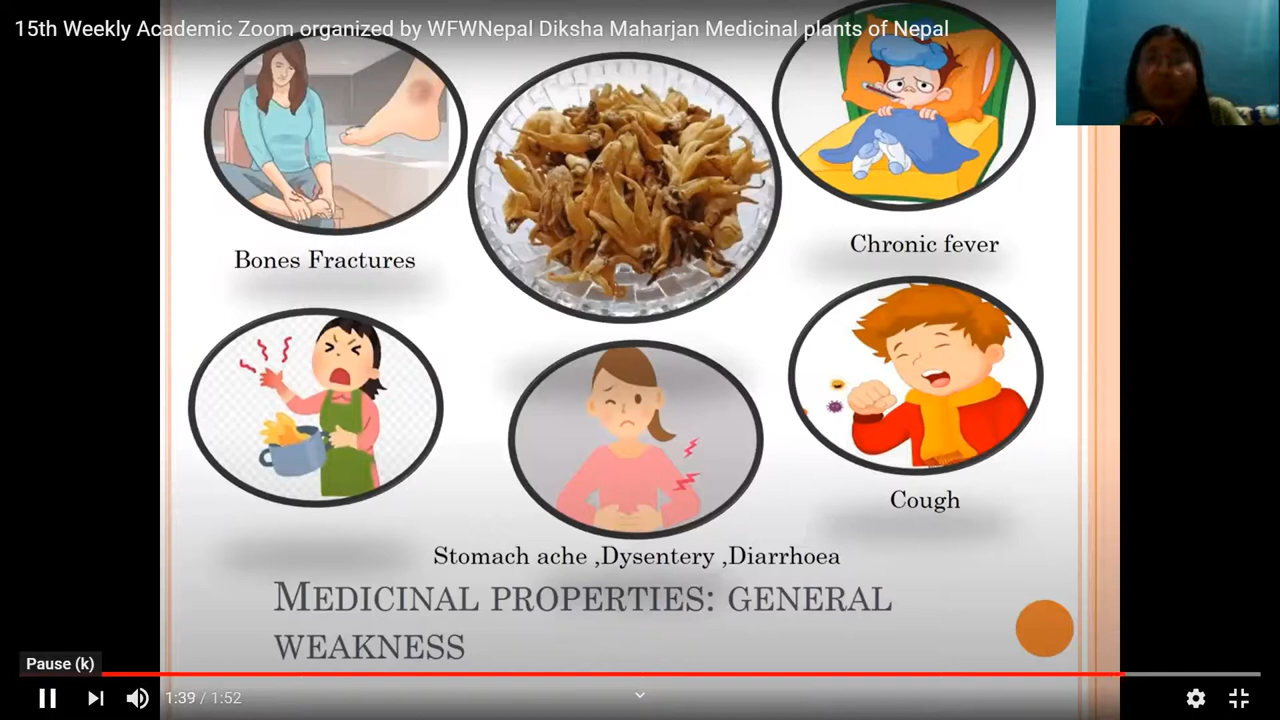 15th Weekly Academic Zoom organized by WFWNepal Diksha Maharjan Medicinal plants of Nepal
Bones Fractures
Chronic fever
Cough
Stomach ache ,Dysentery ,Diarrhoea
MEDICINAL PROPERTIES: GENERAL
WEAKNESS
Pause (k)
1:39 / 1:52